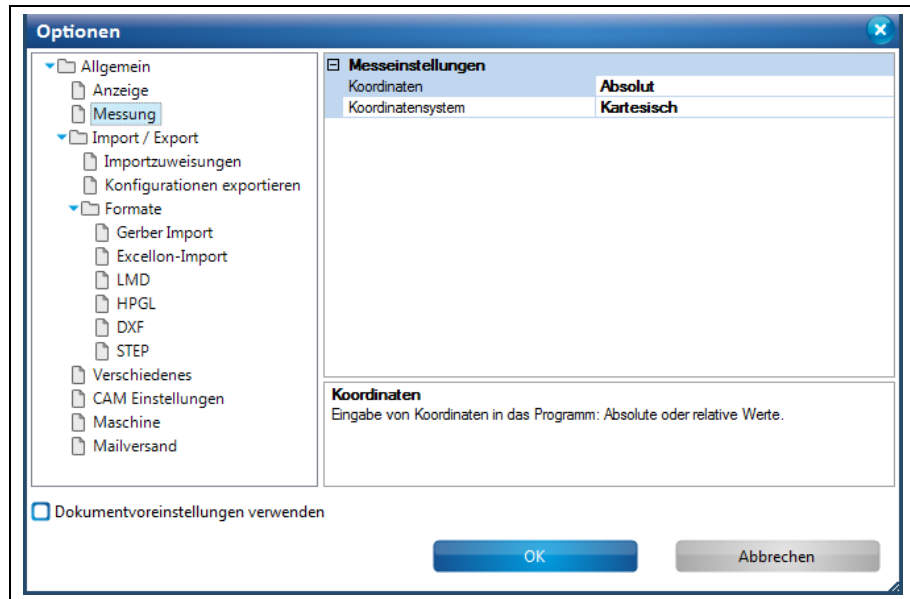 Optionen
Allgemein
Anzeige
Messung
Import / Export
Importzuweisungen
Konfigurationen exportieren
Formate
Gerber Import
Excellon-Import
LMD
HPGL
DXF
STEP
Verschiedenes
CAM Einstellungen
Maschine
Mailversand
Messeinstellungen
Koordinaten Absolut
Koordinatensystem Kartesisch
Koordinaten
Eingabe von Koordinaten in das Programm: Absolute oder relative Werte.
Dokumentvoreinstellungen verwenden
OK Abbrechen